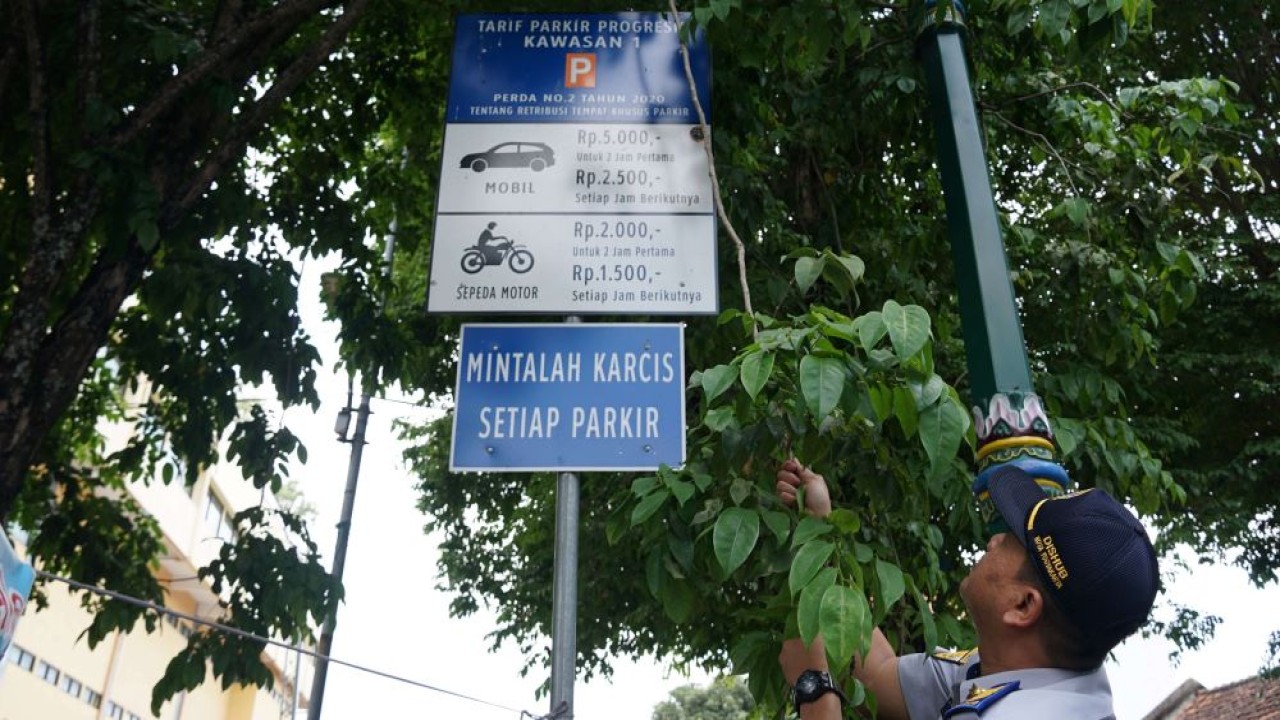 TARIF PARKIR PROGRESIF
KAWASAN 1
P
PERDA NO.2 TAHUN 2020
TENTANG RETRIBUSI TEMPAT KHUSUS PARKIR
Rp.5.000,-
Untuk 2 Jam Pertama
Rp.2.500,-
Setiap Jam Berikutnya
MOBIL
Rp.2.000,-
Untuk 2 Jam Pertama
Rp.1.500,-
Setiap Jam Berikutnya
SEPEDA MOTOR
MINTALAH KARCIS
SETIAP PARKIR
DISHUB
KOTA YOGYAKARTA